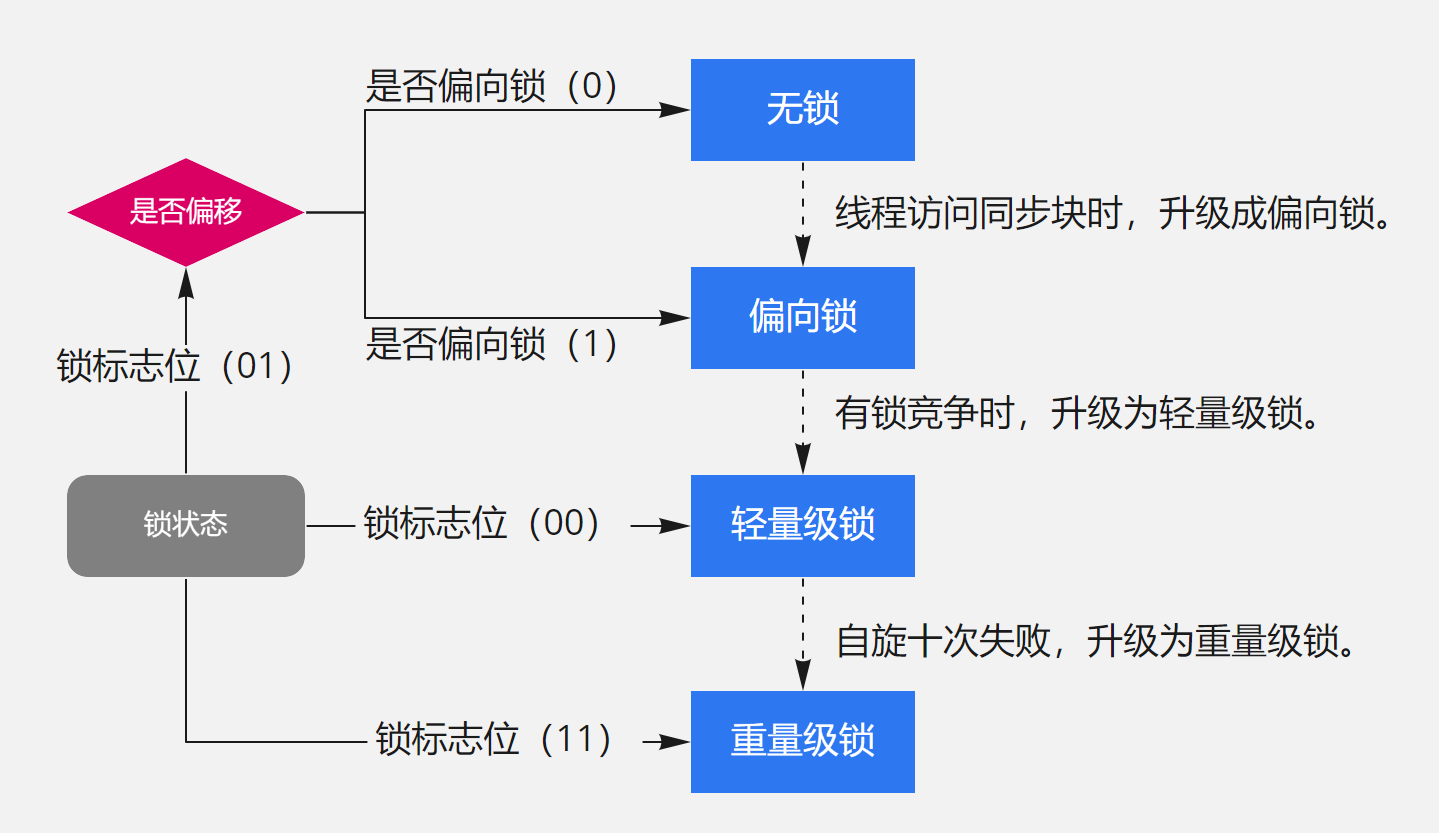 是否偏向锁（0）
无锁
是否偏移
线程访问同步块时，升级成偏向锁。
偏向锁
是否偏向锁（1）
锁标志位（01）
有锁竞争时，升级为轻量级锁。
锁状态
锁标志位（00）
轻量级锁
自旋十次失败，升级为重量级锁。
锁标志位（11）
重量级锁